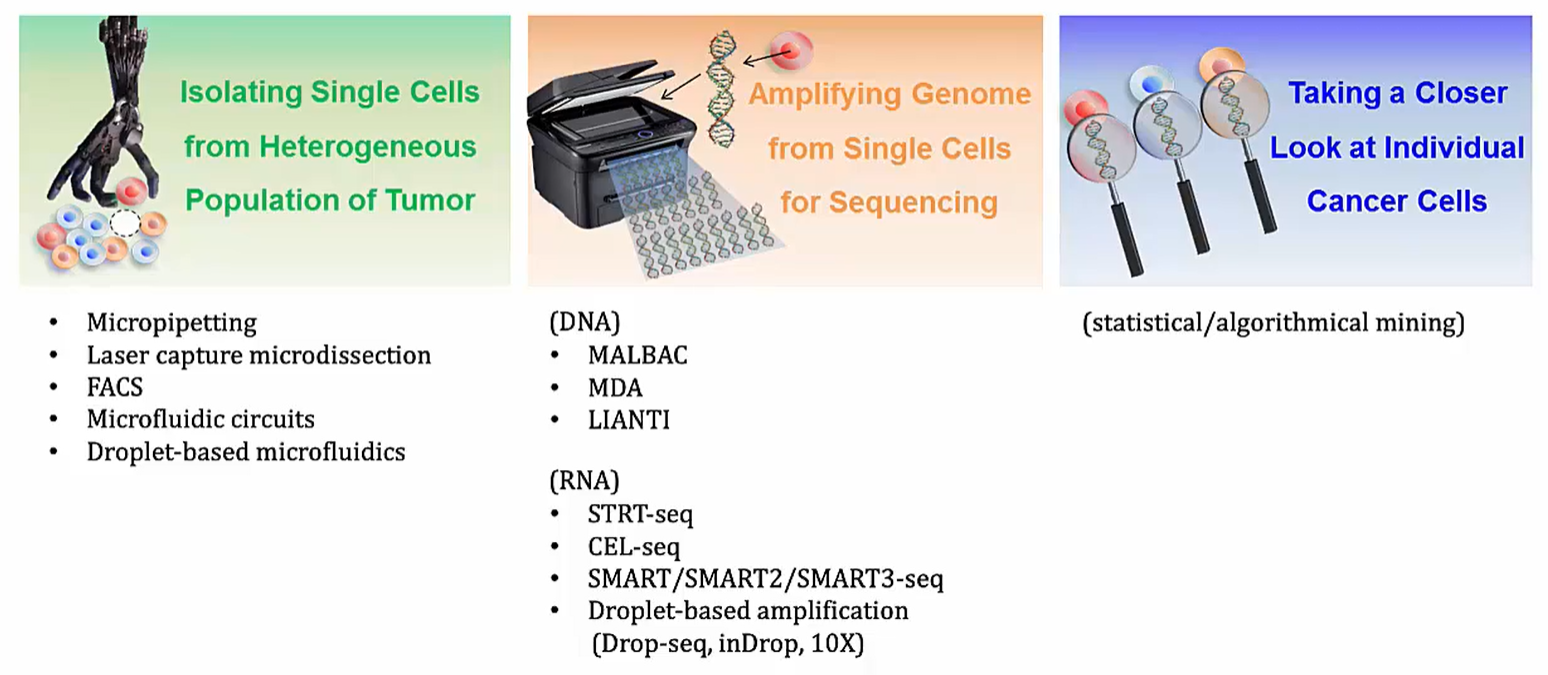 Isolating Single Cells
from Heterogeneous
Population of Tumor
• Micropipetting
• Laser capture microdissection
• FACS
• Microfluidic circuits
• Droplet-based microfluidics
Amplifying Genome
from Single Cells
for Sequencing
(DNA)
• MALBAC
• MDA
• LIANTI
(RNA)
• STRT-seq
• CEL-seq
• SMART/SMART2/SMART3-seq
• Droplet-based amplification
(Drop-seq, inDrop, 10X)
Taking a Closer
Look at Individual
Cancer Cells
(statistical/algorithmical mining)